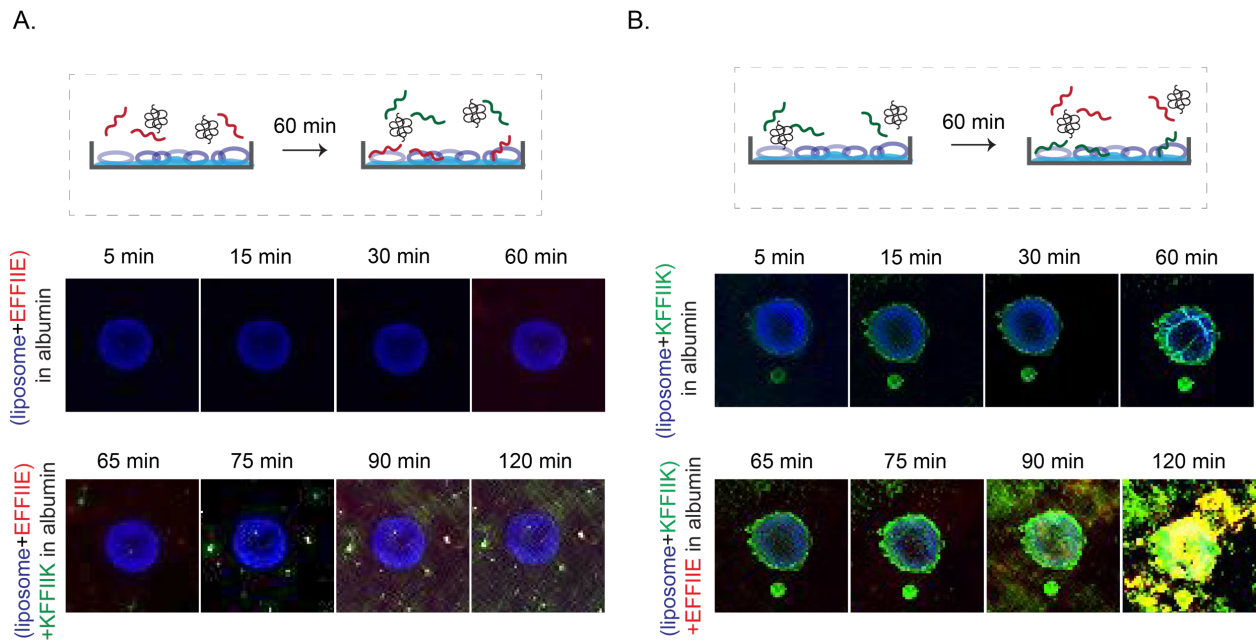 A.
60 min
5 min 15 min 30 min 60 min
(liposome+EFFIIE)
in albumin
65 min 75 min 90 min 120 min
(liposome+EFFIIE)
+KFFIIK in albumin
B.
60 min
5 min 15 min 30 min 60 min
(liposome+KFFIIK)
in albumin
65 min 75 min 90 min 120 min
(liposome+KFFIIK)
+EFFIIE in albumin